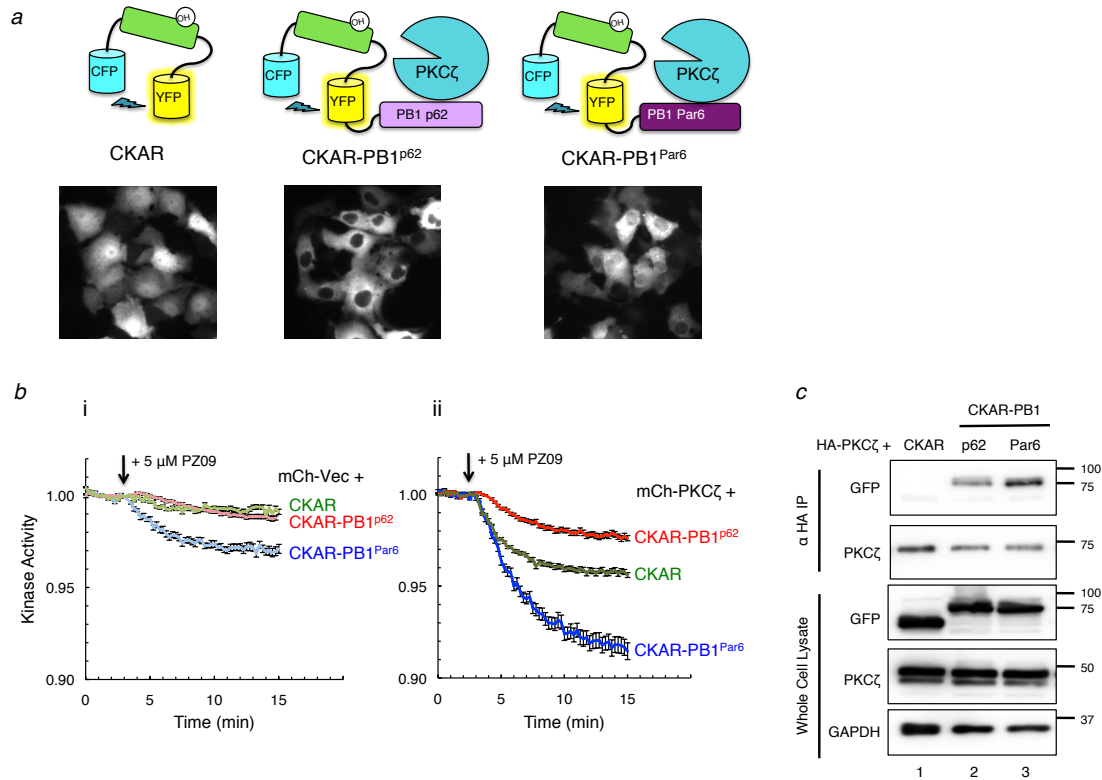 a
OH
CFP
YFP
CKAR
OH
CFP
YFP
PKCζ
PB1 p62
CKAR-PB1p62
OH
CFP
YFP
PKCζ
PB1 Par6
CKAR-PB1Par6
b
i
+ 5 µM PZ09
mCh-Vec +
CKAR
CKAR-PB1p62
CKAR-PB1Par6
Kinase Activity
1.00
0.95
0.90
0 5 10 15
Time (min)
ii
+ 5 µM PZ09
mCh-PKCζ +
CKAR-PB1p62
CKAR
CKAR-PB1Par6
1.00
0.95
0.90
0 5 10 15
Time (min)
c
CKAR-PB1
HA-PKCζ + CKAR p62 Par6
α HA IP
GFP
100
75
PKCζ
75
Whole Cell Lysate
GFP
100
75
PKCζ
50
GAPDH
37
1 2 3